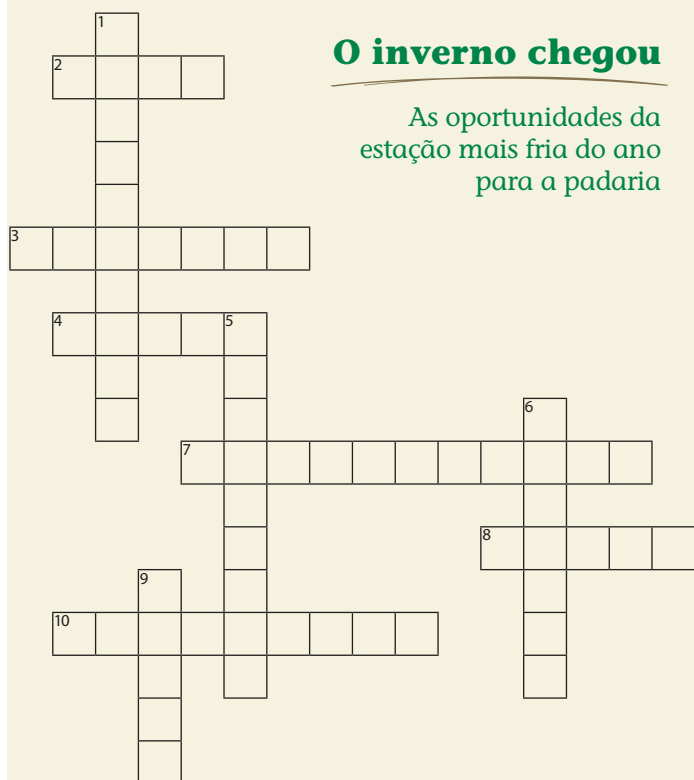 1
O inverno chegou
2
As oportunidades da
estação mais fria do ano
para a padaria
3
4
5
6
7
8
9
10